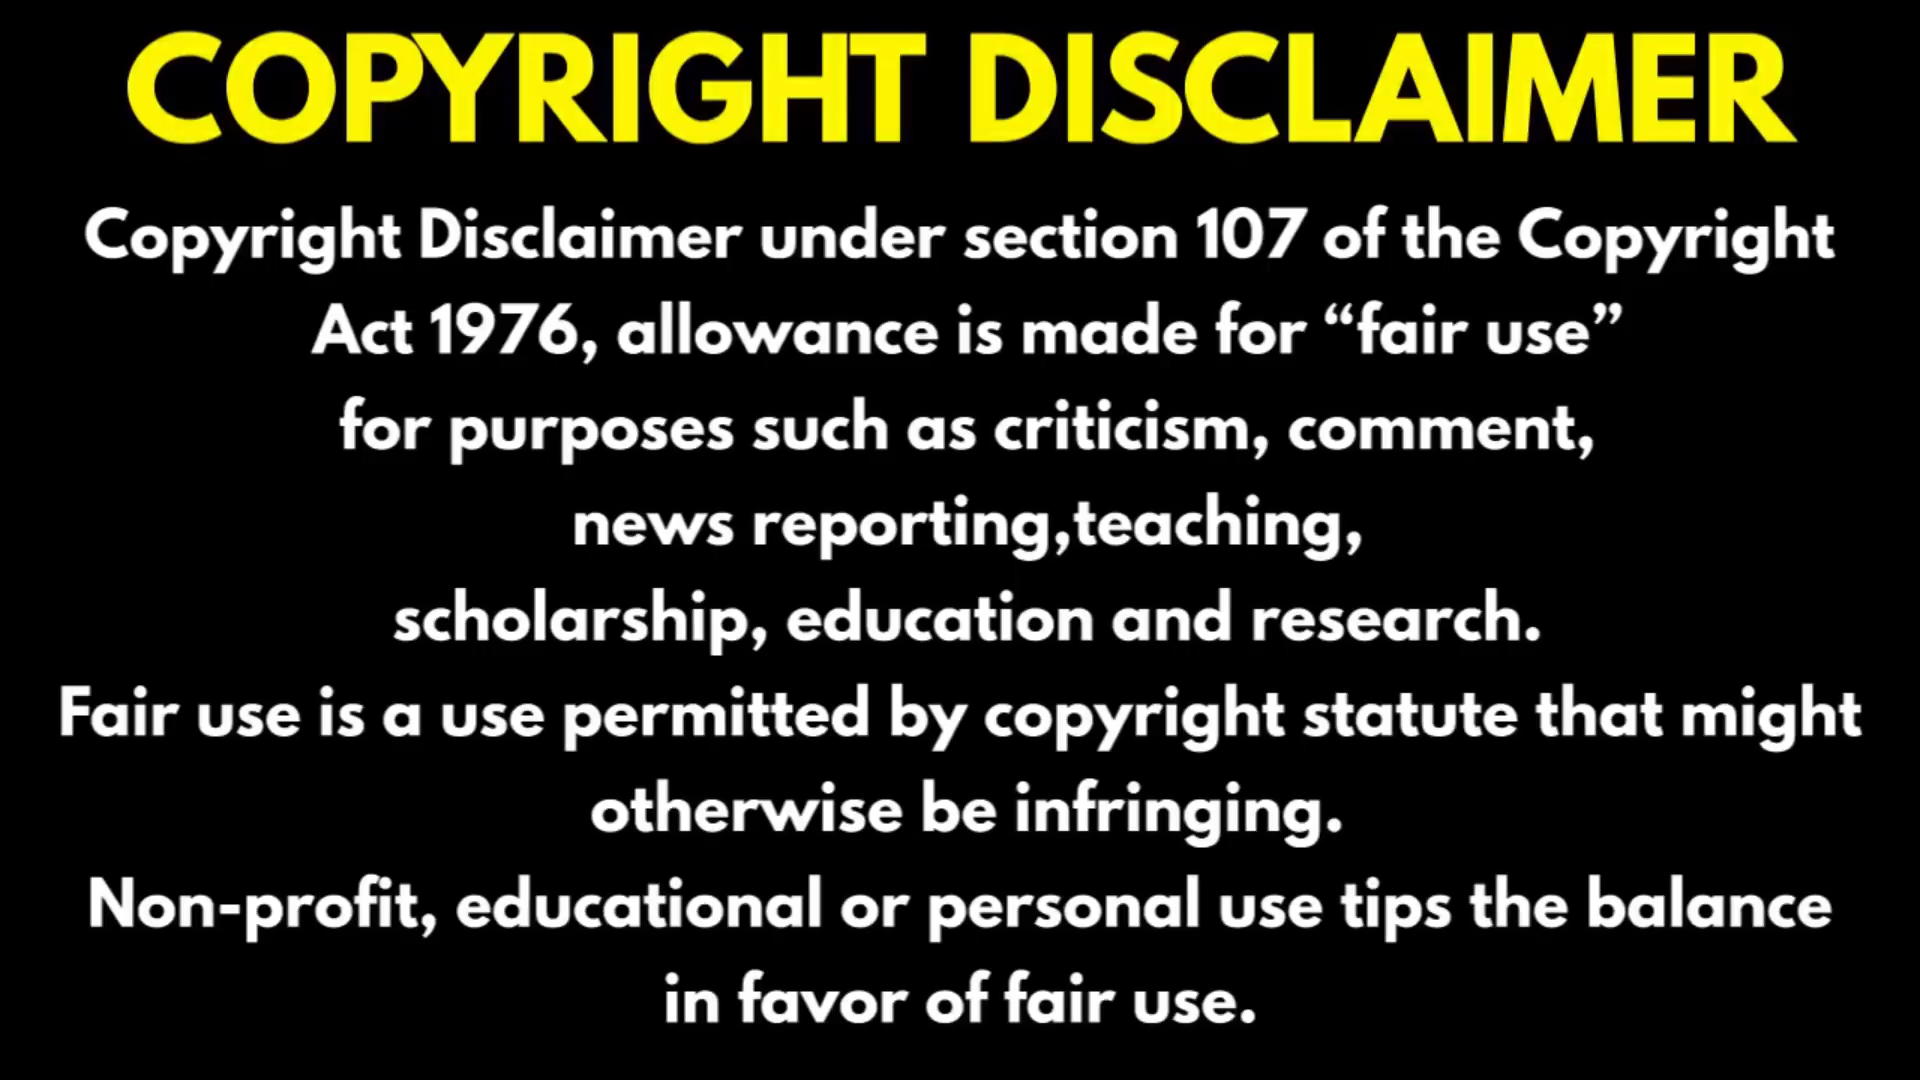 COPYRIGHT DISCLAIMER
Copyright Disclaimer under section 107 of the Copyright
Act 1976, allowance is made for “fair use”
for purposes such as criticism, comment,
news reporting,teaching,
scholarship, education and research.
Fair use is a use permitted by copyright statute that might
otherwise be infringing.
Non-profit, educational or personal use tips the balance
in favor of fair use.